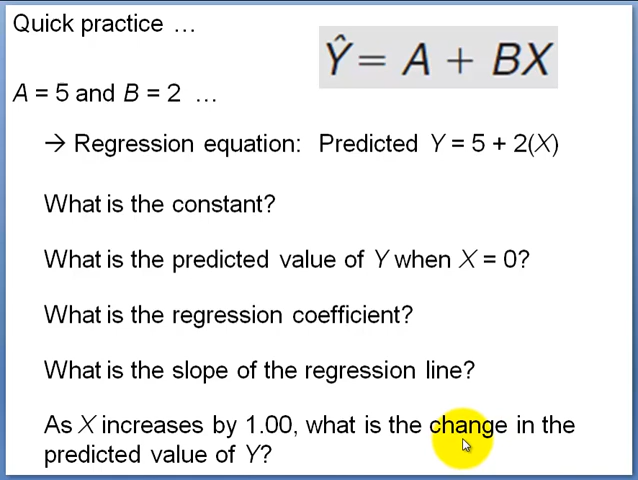 Quick practice …
Ŷ = A + BX
A = 5 and B = 2 …
→ Regression equation: Predicted Y = 5 + 2(X)
What is the constant?
What is the predicted value of Y when X = 0?
What is the regression coefficient?
What is the slope of the regression line?
As X increases by 1.00, what is the change in the
predicted value of Y?